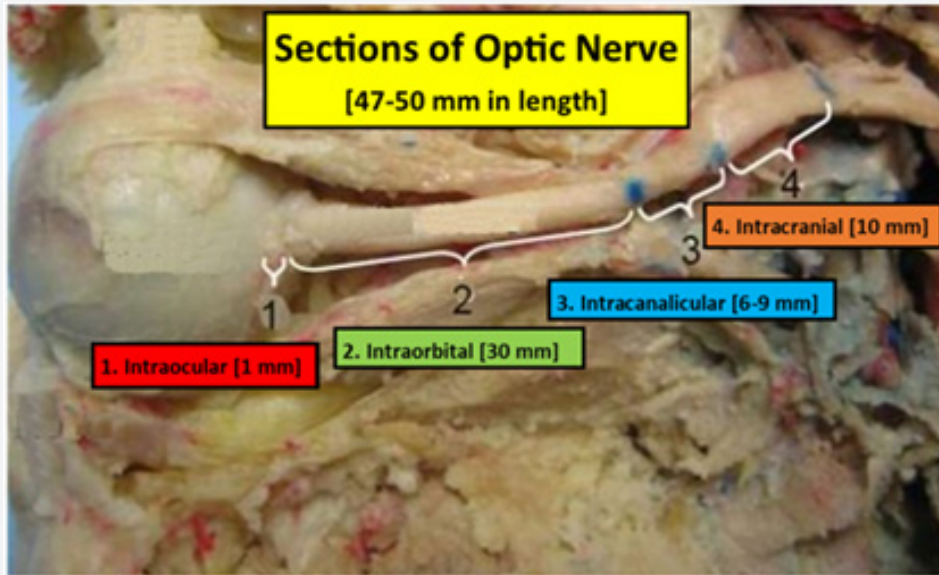 Sections of Optic Nerve
[47-50 mm in length]
1
2
3
4
4. Intracranial [10 mm]
3. Intracanalicular [6-9 mm]
2. Intraorbital [30 mm]
1. Intraocular [1 mm]